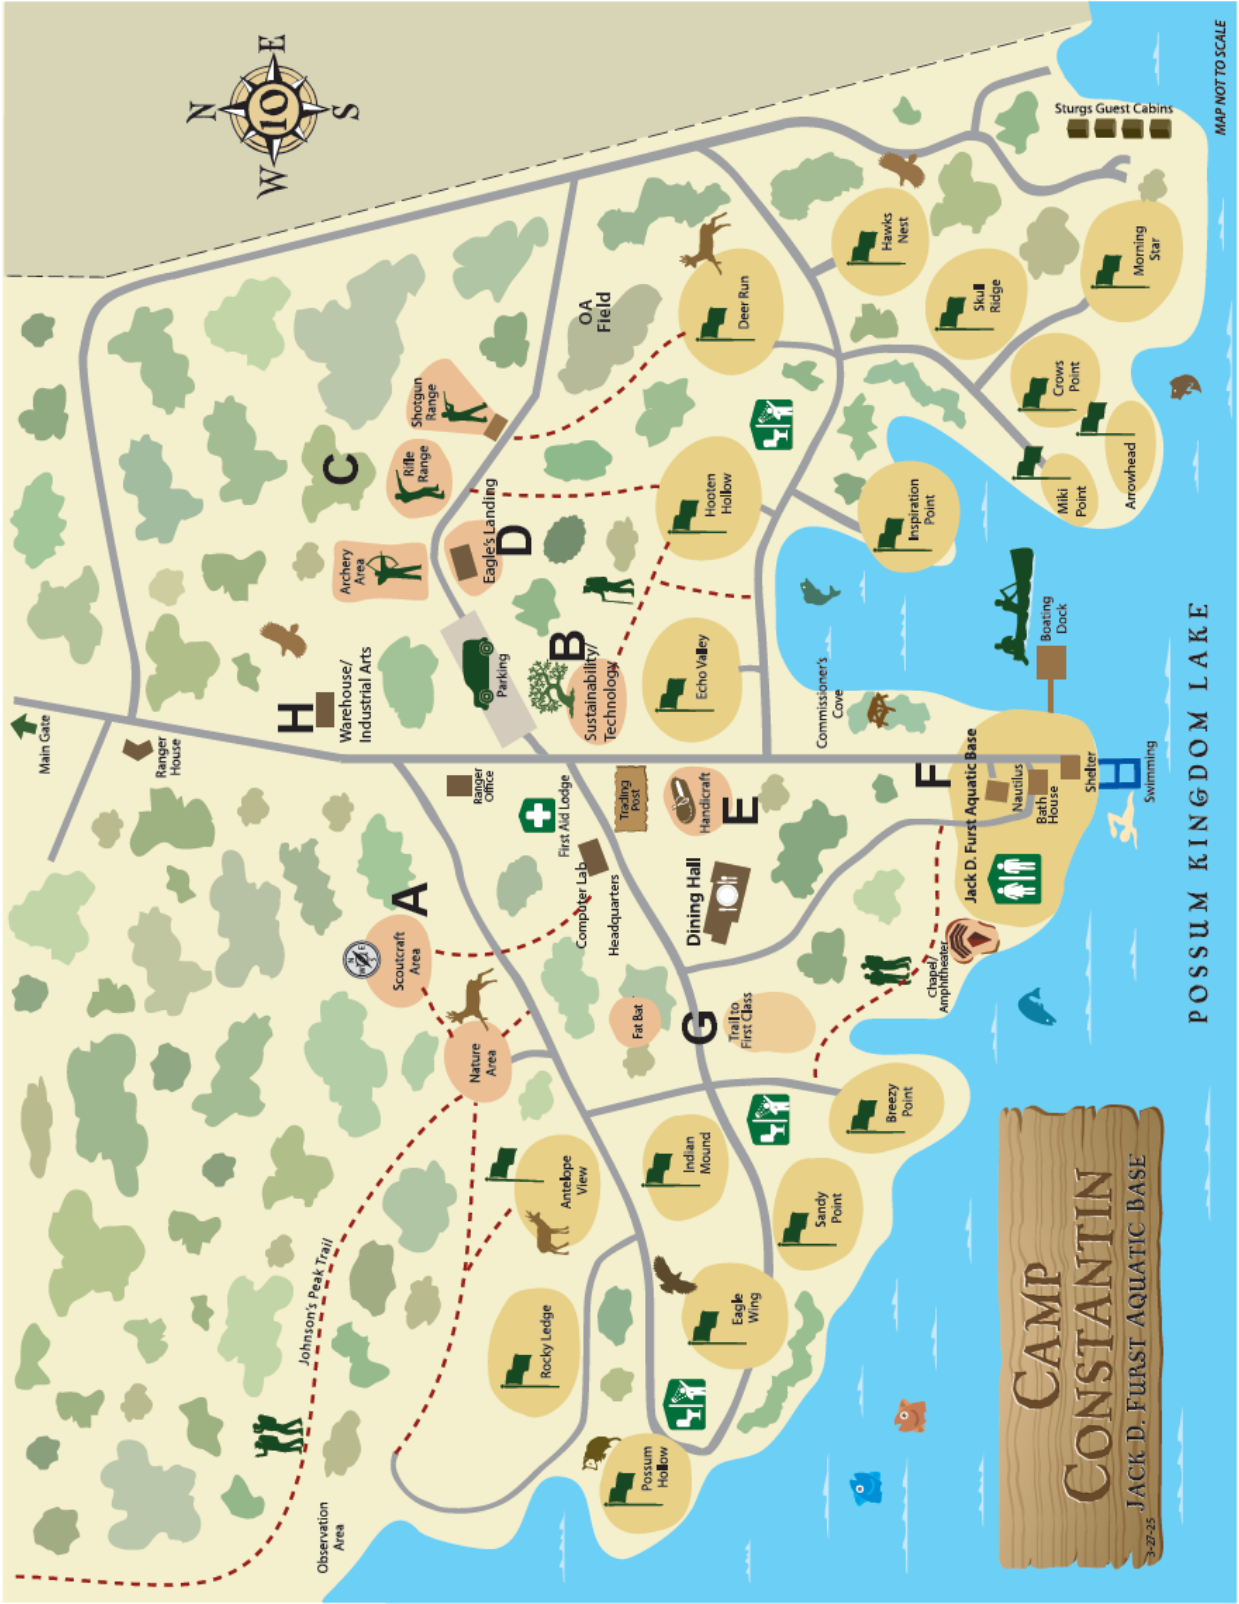 Main Gate
N
W
10
E
S
Ranger
House
H
Warehouse/
Industrial Arts
Johnson's Peak Trail
Observation
Area
C
Archery
Area
A
Scoutcraft
Area
N
W
E
S
Rifle
Range
Shotgun
Range
Nature
Area
Ranger
Office
Parking
Eagle's Landing
D
Rocky Ledge
Antelope
View
First Aid Lodge
Computer Lab
Headquarters
B
Sustainability/
Technology
OA
Field
Trading
Post
Fat Bat
Possum
Hollow
Indian
Mound
Dining Hall
Handicraft
E
Echo Valley
Hooten
Hollow
Deer Run
G
Trail to
First Class
Eagle
Wing
Sandy
Point
Breezy
Point
Commissioner's
Cove
Inspiration
Point
Hawks
Nest
Skull
Ridge
F
Chapel/
Amphitheater
Jack D. Furst Aquatic Base
Nautilus
Bath
House
Shelter
Swimming
Boating
Dock
Miki
Point
Crows
Point
Arrowhead
Morning
Star
Sturgs Guest Cabins
CAMP
CONSTANTIN
JACK D. FURST AQUATIC BASE
3-27-25
POSSUM KINGDOM LAKE
MAP NOT TO SCALE